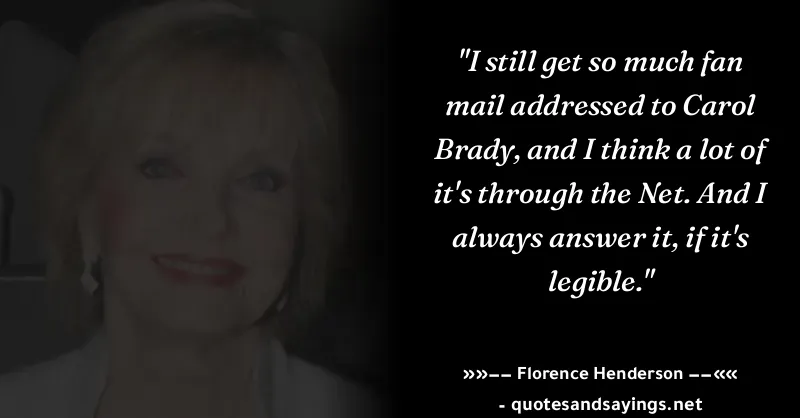 "I still get so much fan
mail addressed to Carol
Brady, and I think a lot of
it's through the Net. And I
always answer it, if it's
legible."
»»–– Florence Henderson ––««
- quotesandsayings.net